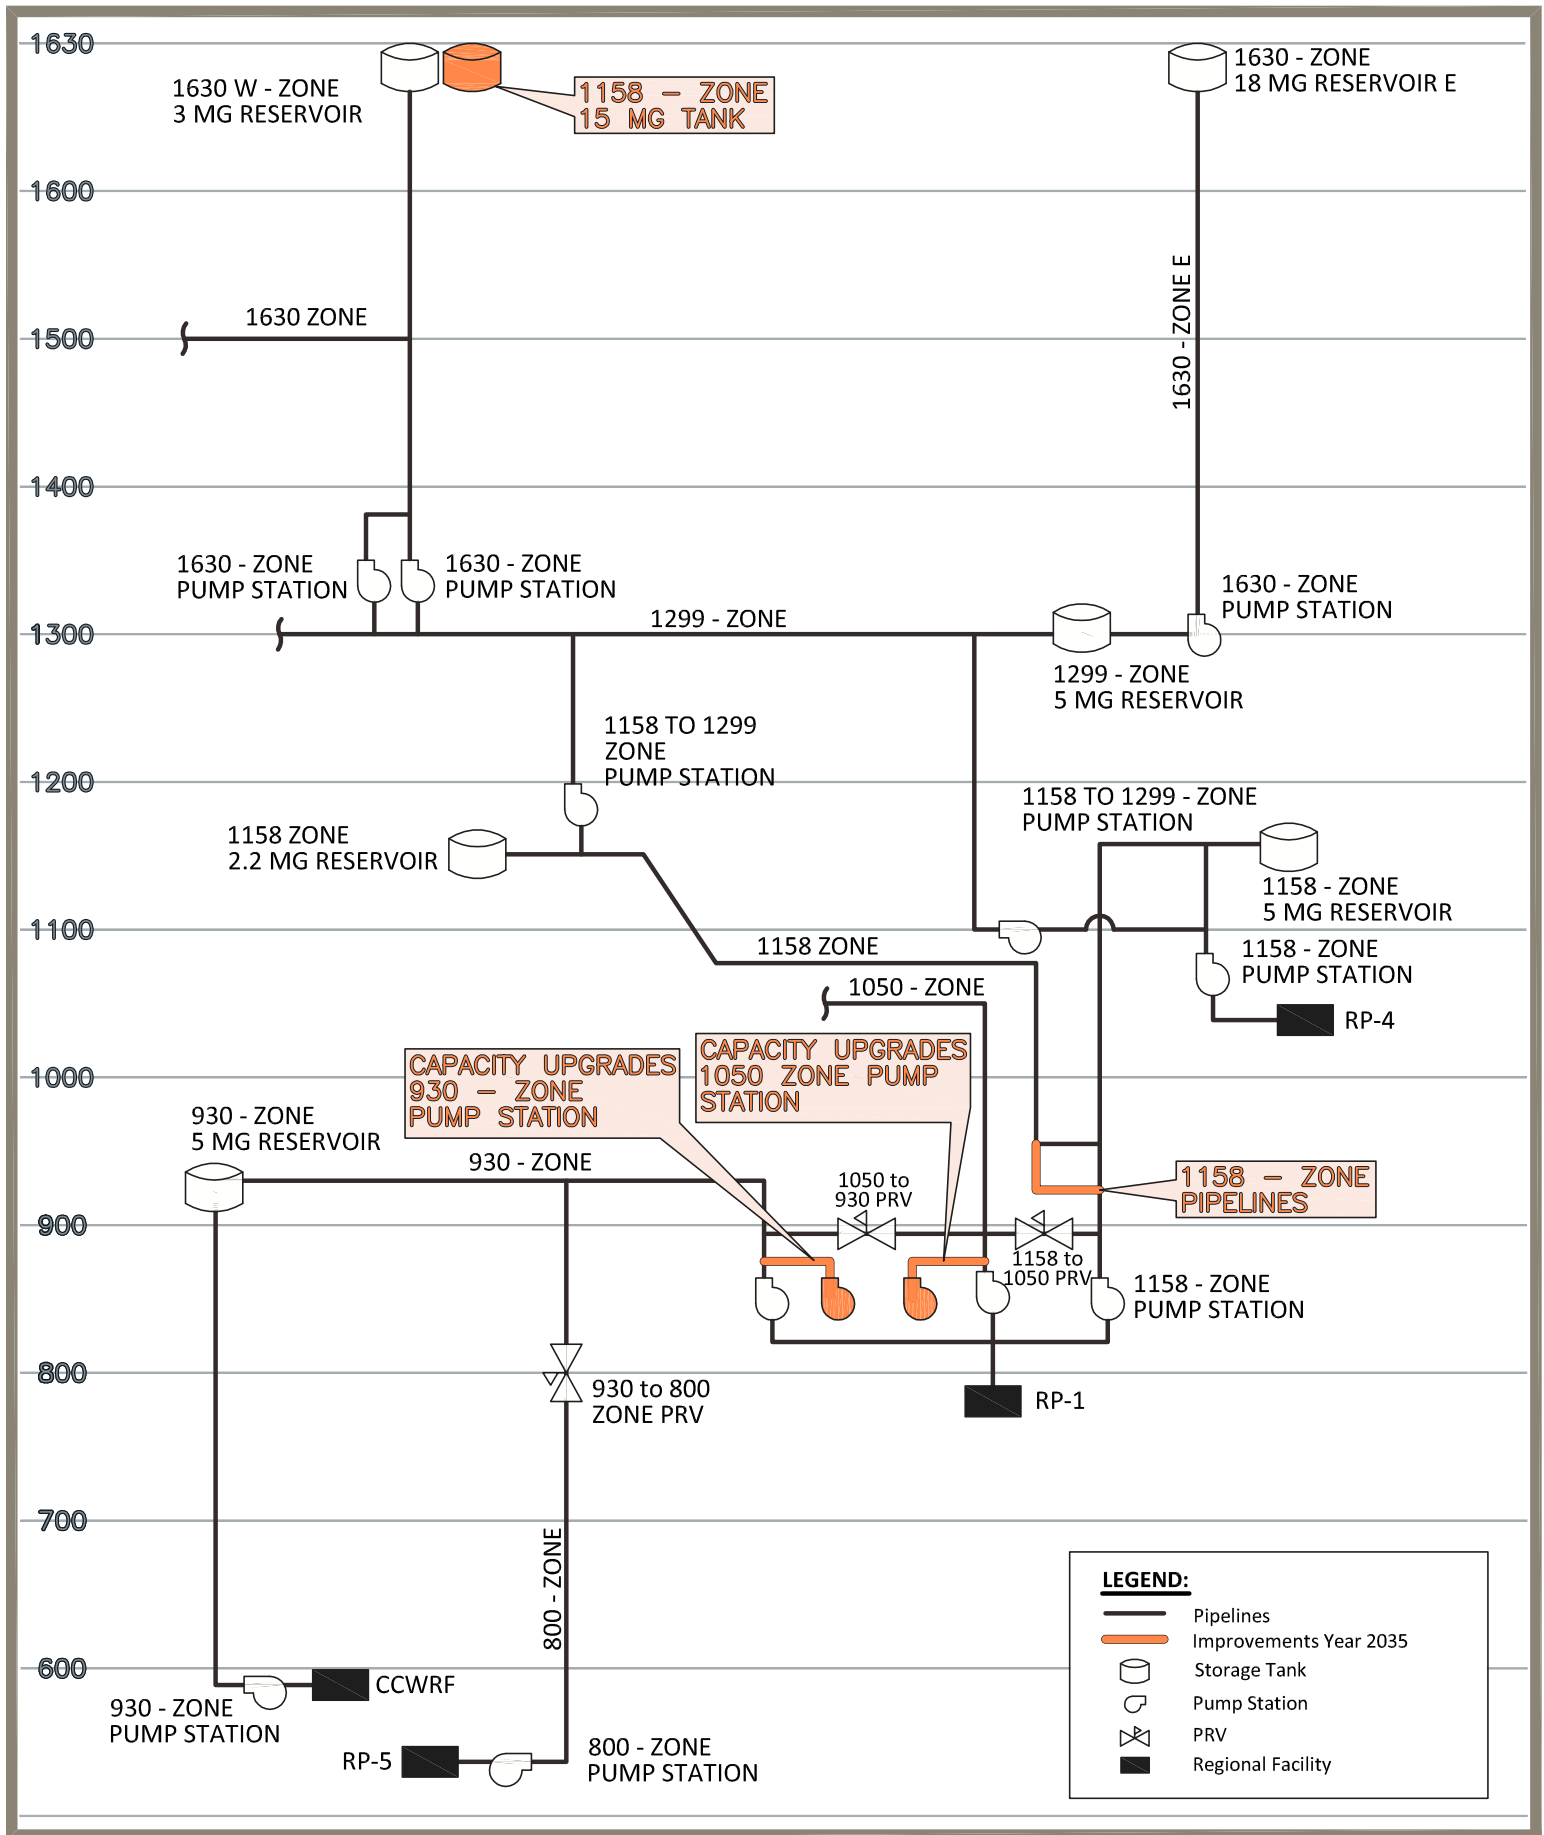 1630
1630 W - ZONE
3 MG RESERVOIR
1158 - ZONE
15 MG TANK
1630 - ZONE
18 MG RESERVOIR E
1600
1630 ZONE
1630 - ZONE E
1500
1400
1630 - ZONE
PUMP STATION
1630 - ZONE
PUMP STATION
1630 - ZONE
PUMP STATION
1300
1299 - ZONE
1299 - ZONE
5 MG RESERVOIR
1158 TO 1299
ZONE
PUMP STATION
1200
1158 TO 1299 - ZONE
PUMP STATION
1158 ZONE
2.2 MG RESERVOIR
1158 - ZONE
5 MG RESERVOIR
1100
1158 ZONE
1158 - ZONE
PUMP STATION
1050 - ZONE
RP-4
CAPACITY UPGRADES
930 - ZONE
PUMP STATION
CAPACITY UPGRADES
1050 ZONE PUMP
STATION
1000
930 - ZONE
5 MG RESERVOIR
930 - ZONE
1050 to
930 PRV
1158 - ZONE
PIPELINES
900
1158 to
1050 PRV
1158 - ZONE
PUMP STATION
800
930 to 800
ZONE PRV
RP-1
700
800 - ZONE
600
CCWRF
930 - ZONE
PUMP STATION
RP-5
800 - ZONE
PUMP STATION
LEGEND:
Pipelines
Improvements Year 2035
Storage Tank
Pump Station
PRV
Regional Facility